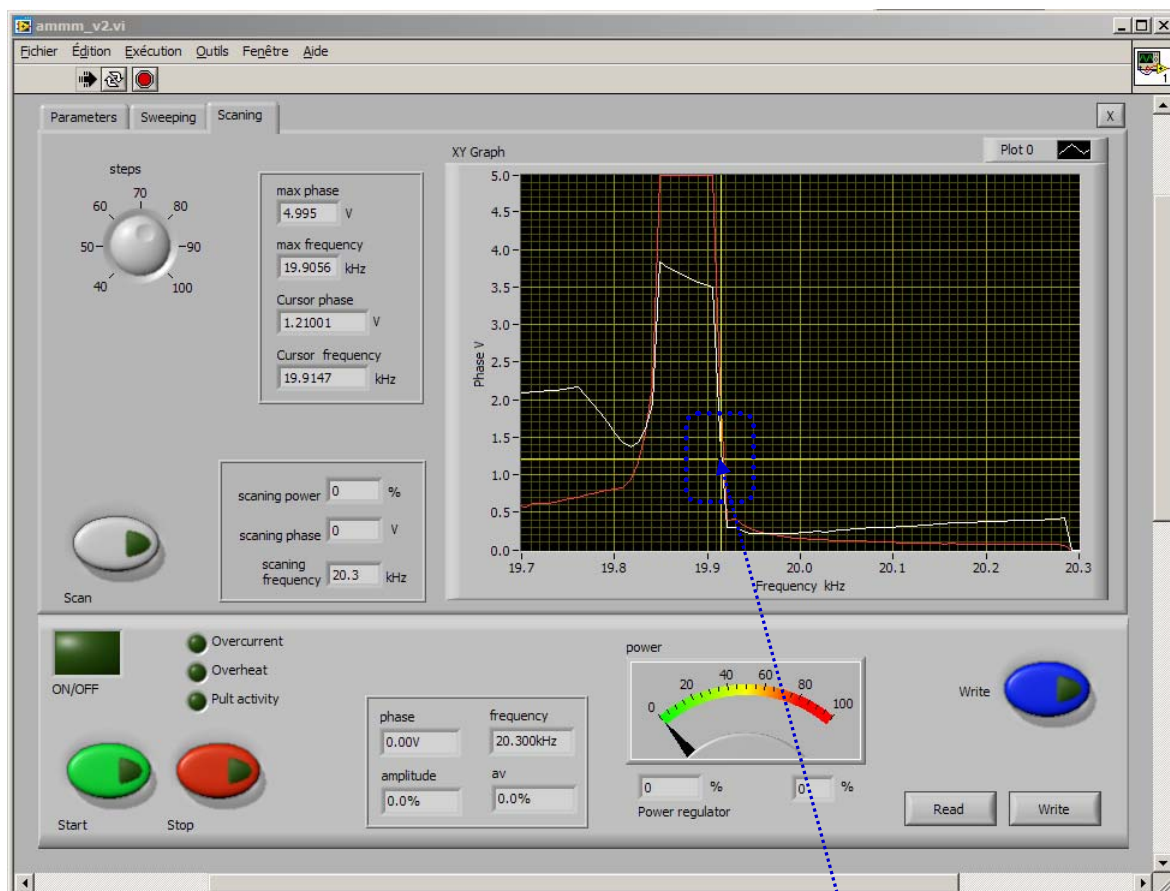 ammm_v2.vi
Fichier Édition Exécution Outils Fenêtre Aide
1
Parameters Sweeping Scaning X
steps
40 50 60 70 80 90 100
max phase
4.995 V
max frequency
19.9056 kHz
Cursor phase
1.21001 V
Cursor frequency
19.9147 kHz
scaning power 0 %
scaning phase 0 V
scaning
frequency 20.3 kHz
Scan
XY Graph Plot 0
Phase V
5.0
4.5
4.0
3.5
3.0
2.5
2.0
1.5
1.0
0.5
0.0
19.7 19.8 19.9 20.0 20.1 20.2 20.3
Frequency kHz
ON/OFF
Overcurrent
Overheat
Pult activity
Start Stop
phase frequency
0.00V 20.300kHz
amplitude av
0.0% 0.0%
power
0 20 40 60 80 100
0 % 0 %
Power regulator
Write
Read Write